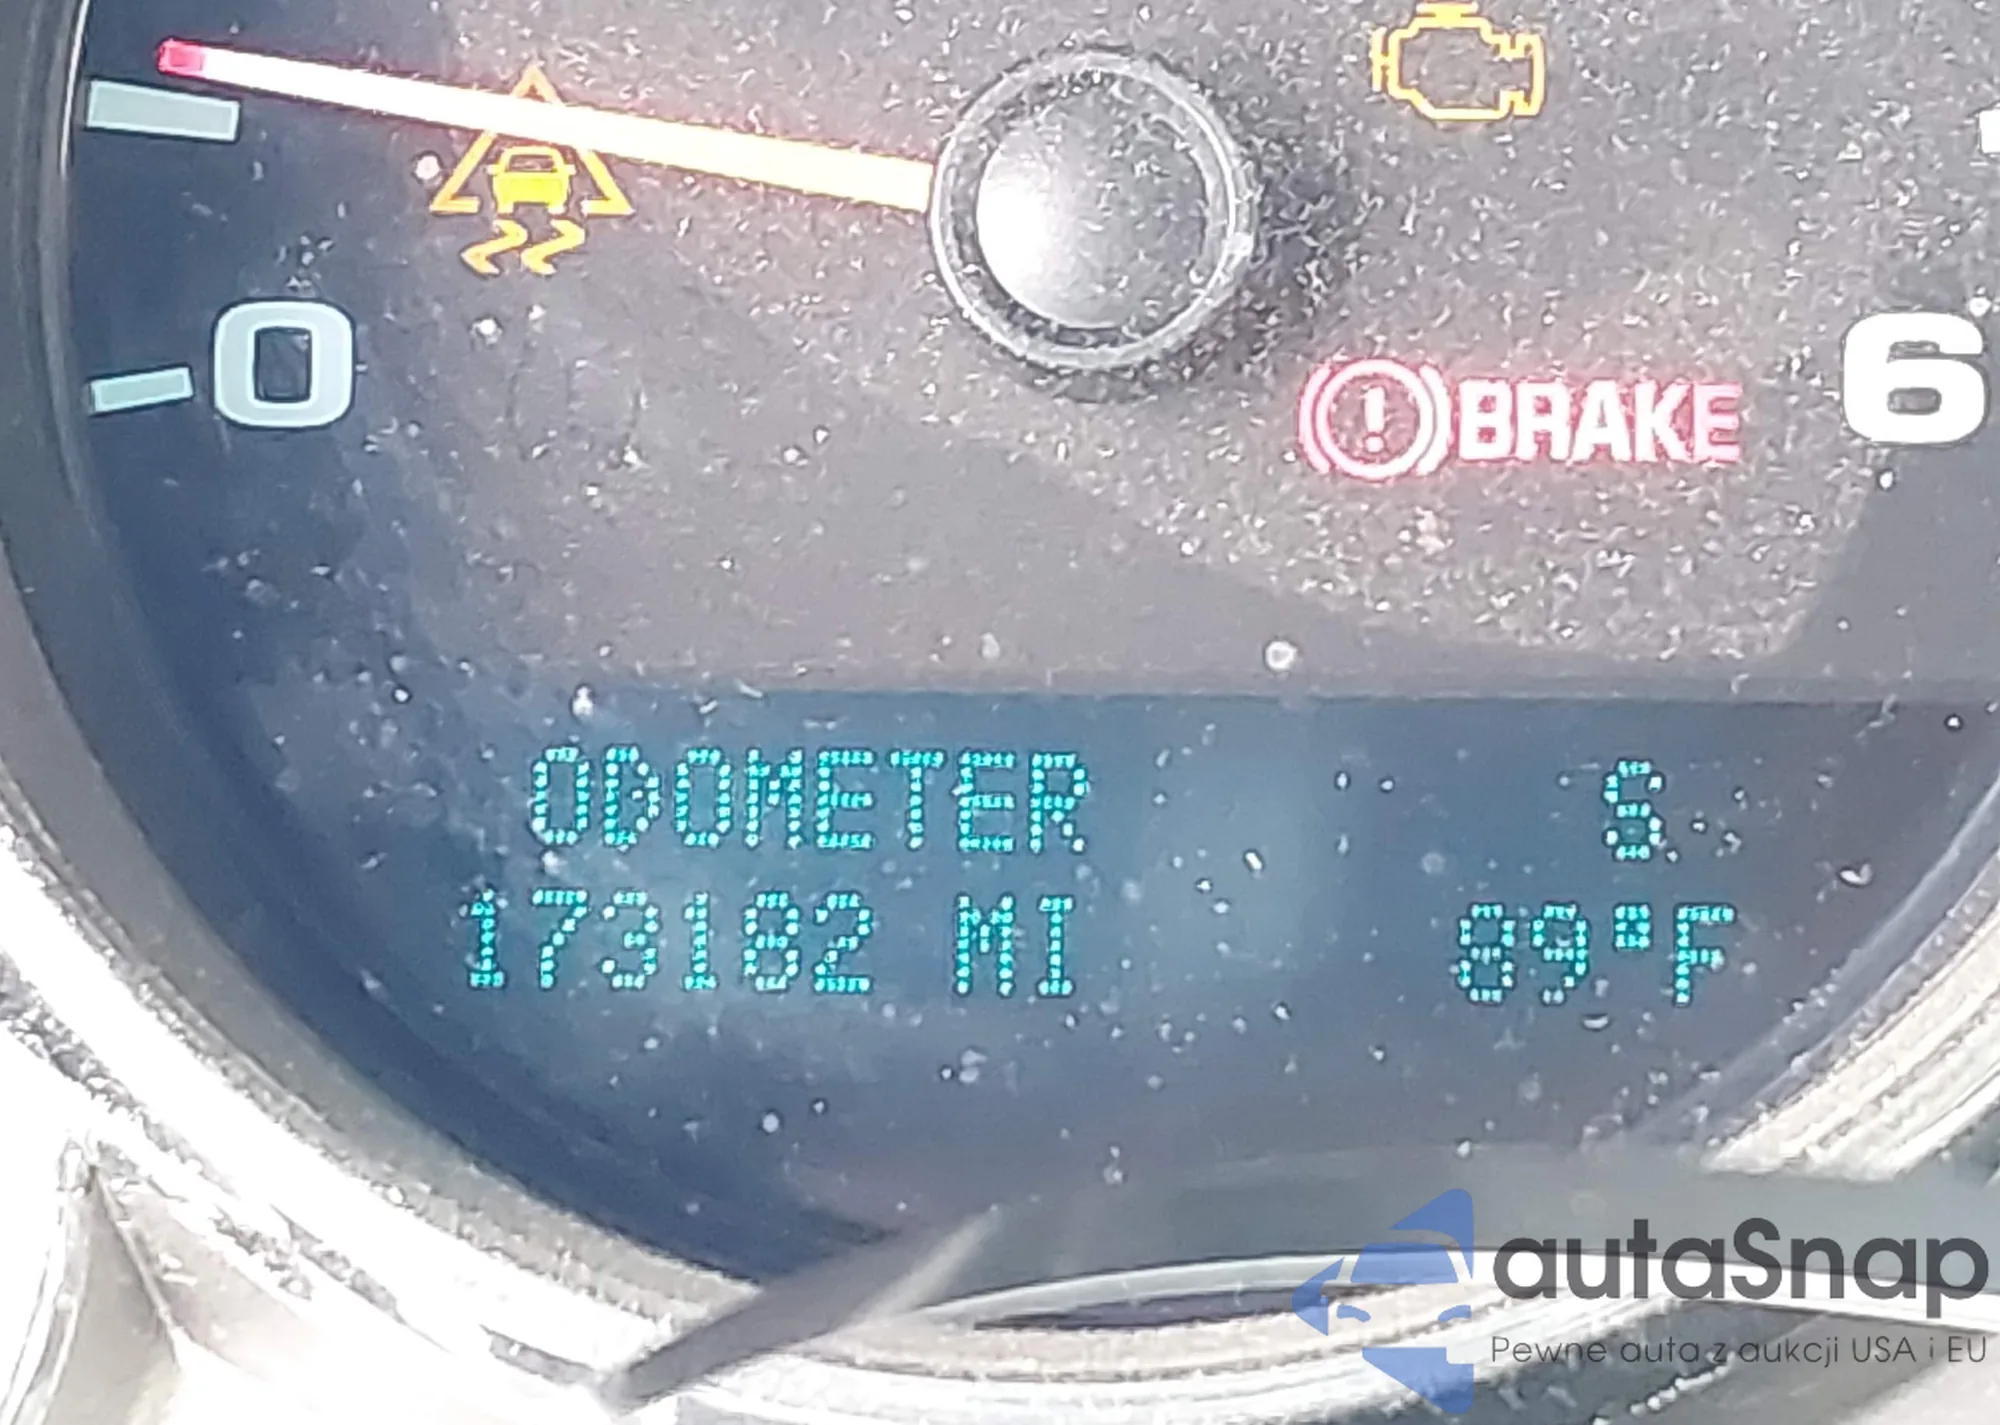 0
BRAKE
6
ODOMETER S
173182 MI 89°F
autaSnap
Pewne auta z aukcji USA i EU